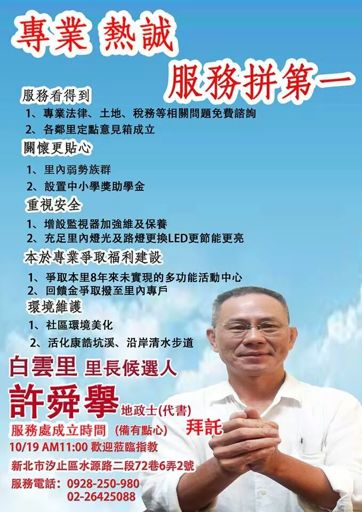 專業 熱誠
服務拼第一
服務看得到
1、專業法律、土地、稅務等相關問題免費諮詢
2、各鄰里定點意見箱成立
關懷更貼心
1、里內弱勢族群
2、設置中小學獎助學金
重視安全
1、增設監視器加強維及保養
2、充足里內燈光及路燈更換LED更節能更亮
本於專業爭取福利建設
1、爭取本里8年來未實現的多功能活動中心
2、回饋金爭取撥至里內專戶
環境維護
1、社區環境美化
2、活化康誥坑溪、沿岸清水步道
白雲里 里長候選人
許舜舉 地政士(代書) 拜託
服務處成立時間 (備有點心)
10/19 AM11:00 歡迎蒞臨指教
新北市汐止區水源路二段72巷6弄2號
服務電話: 0928-250-980
02-26425088